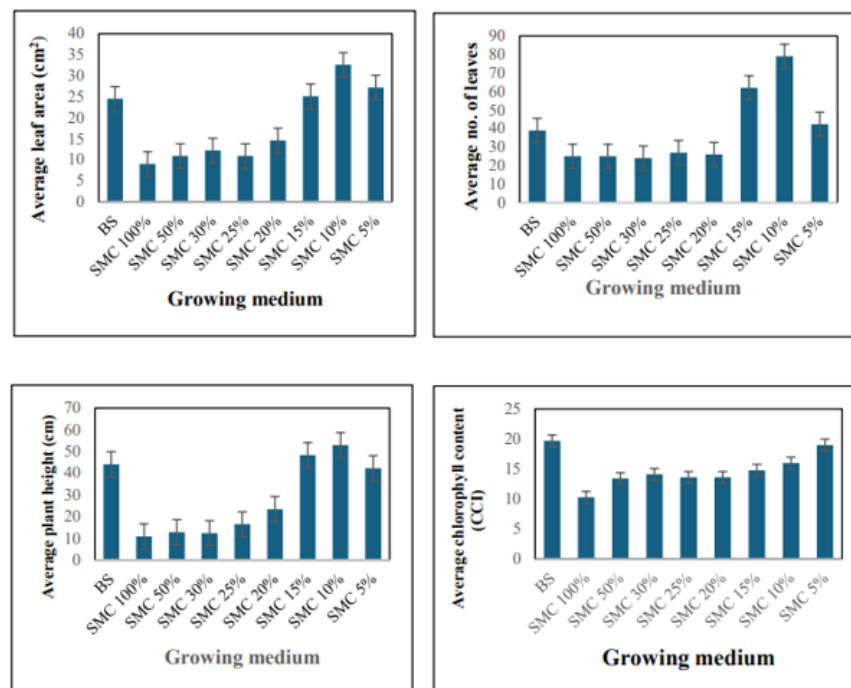 Average leaf area (cm²)
40
35
30
25
20
15
10
5
0
BS
SMC 100%
SMC 50%
SMC 30%
SMC 25%
SMC 20%
SMC 15%
SMC 10%
SMC 5%
Growing medium
Average no. of leaves
90
80
70
60
50
40
30
20
10
0
BS
SMC 100%
SMC 50%
SMC 30%
SMC 25%
SMC 20%
SMC 15%
SMC 10%
SMC 5%
Growing medium
Average plant height (cm)
70
60
50
40
30
20
10
0
BS
SMC 100%
SMC 50%
SMC 30%
SMC 25%
SMC 20%
SMC 15%
SMC 10%
SMC 5%
Growing medium
Average chlorophyll content
(CCI)
25
20
15
10
5
0
BS
SMC 100%
SMC 50%
SMC 30%
SMC 25%
SMC 20%
SMC 15%
SMC 10%
SMC 5%
Growing medium